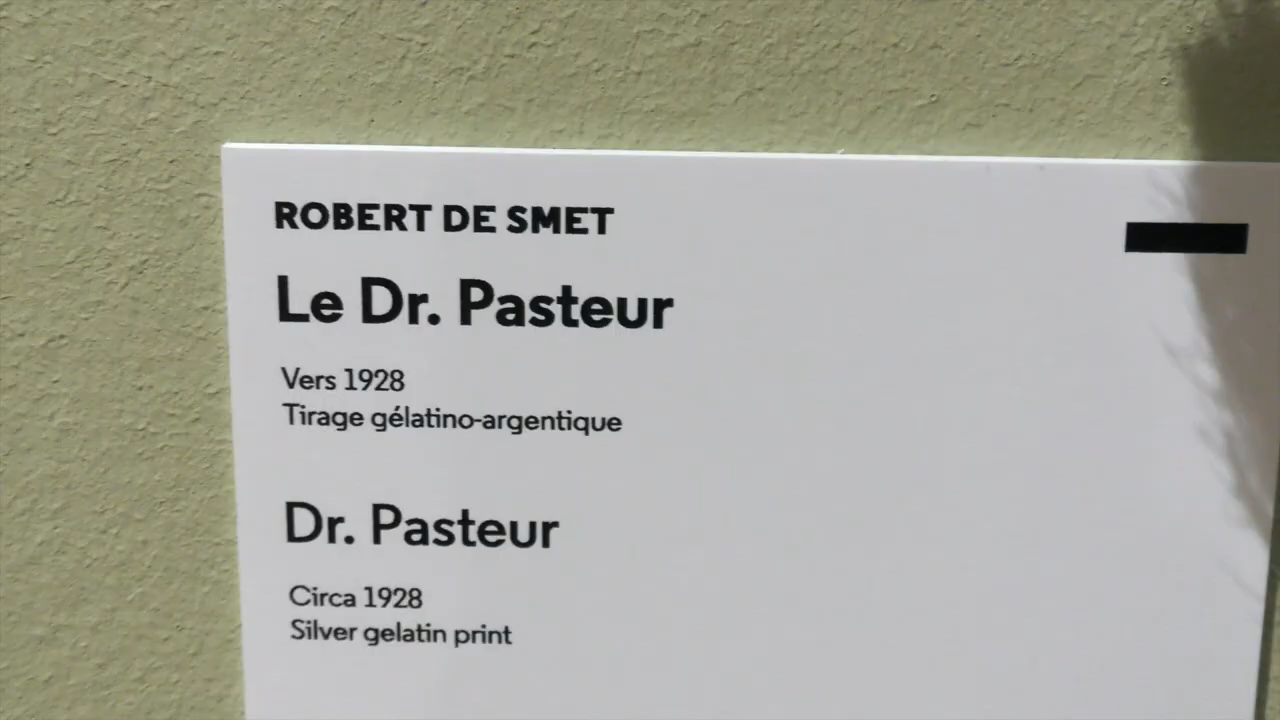 ROBERT DE SMET
Le Dr. Pasteur
Vers 1928
Tirage gélatino-argentique
Dr. Pasteur
Circa 1928
Silver gelatin print